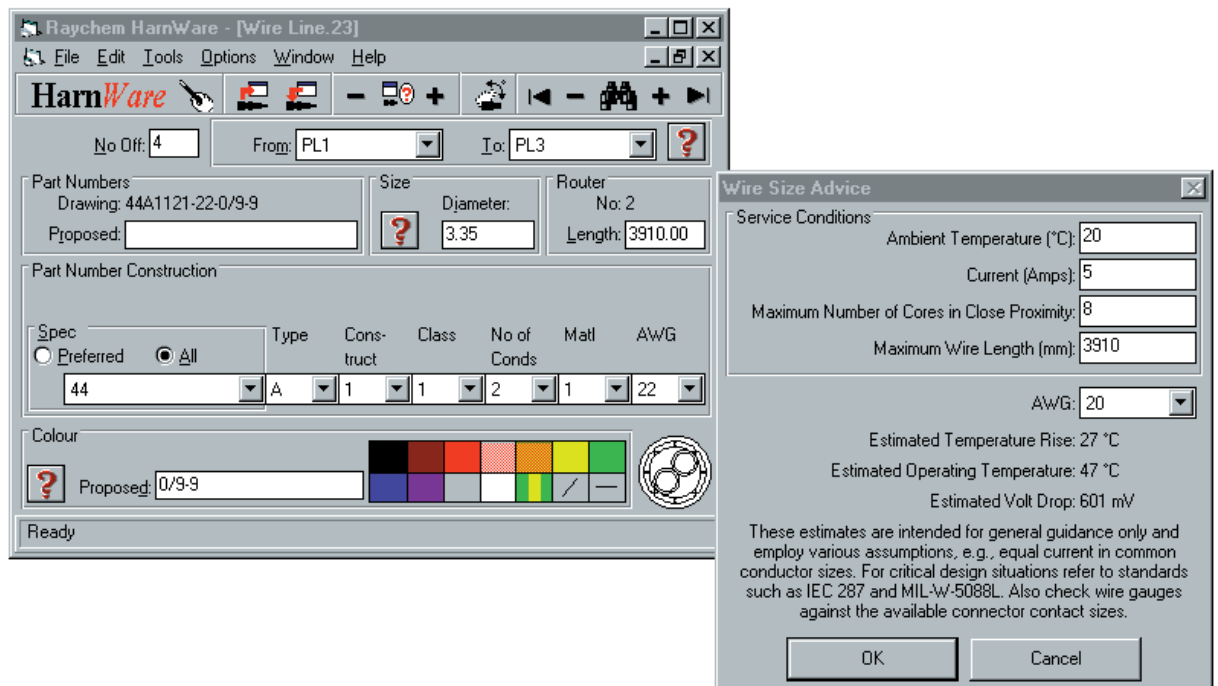 Raychem HarnWare - [Wire Line.23]
File Edit Tools Options Window Help
HarnWare
No Off: 4 From: PL1 To: PL3
Part Numbers
Drawing: 44A1121-22-0/9-9
Proposed:
Size
Diameter:
3.35
Router
No: 2
Length: 3910.00
Part Number Construction
Spec
Preferred All
Type Cons-truct Class No of Conds Matl AWG
44 A 1 1 2 1 22
Colour
Proposed: 0/9-9
Ready
Wire Size Advice
Service Conditions
Ambient Temperature (°C): 20
Current (Amps): 5
Maximum Number of Cores in Close Proximity: 8
Maximum Wire Length (mm): 3910
AWG: 20
Estimated Temperature Rise: 27 °C
Estimated Operating Temperature: 47 °C
Estimated Volt Drop: 601 mV
These estimates are intended for general guidance only and
employ various assumptions, e.g., equal current in common
conductor sizes. For critical design situations refer to standards
such as IEC 287 and MIL-W-5088L. Also check wire gauges
against the available connector contact sizes.
OK Cancel